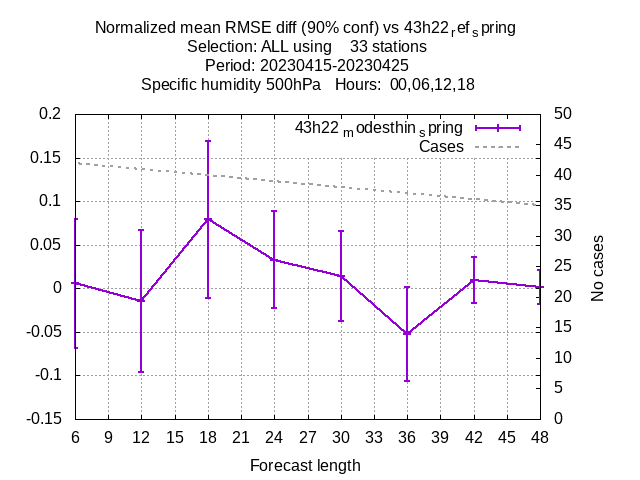 Normalized mean RMSE diff (90% conf) vs 43h22refspring
Selection: ALL using    33 stations
Period: 20230415-20230425
Specific humidity 500hPa   Hours:  00,06,12,18
0.2
0.15
0.1
0.05
0
-0.05
-0.1
-0.15
43h22modesthinspring
Cases
50
45
40
35
30
25
20
15
10
5
0
No cases
6 9 12 15 18 21 24 27 30 33 36 39 42 45 48
Forecast length